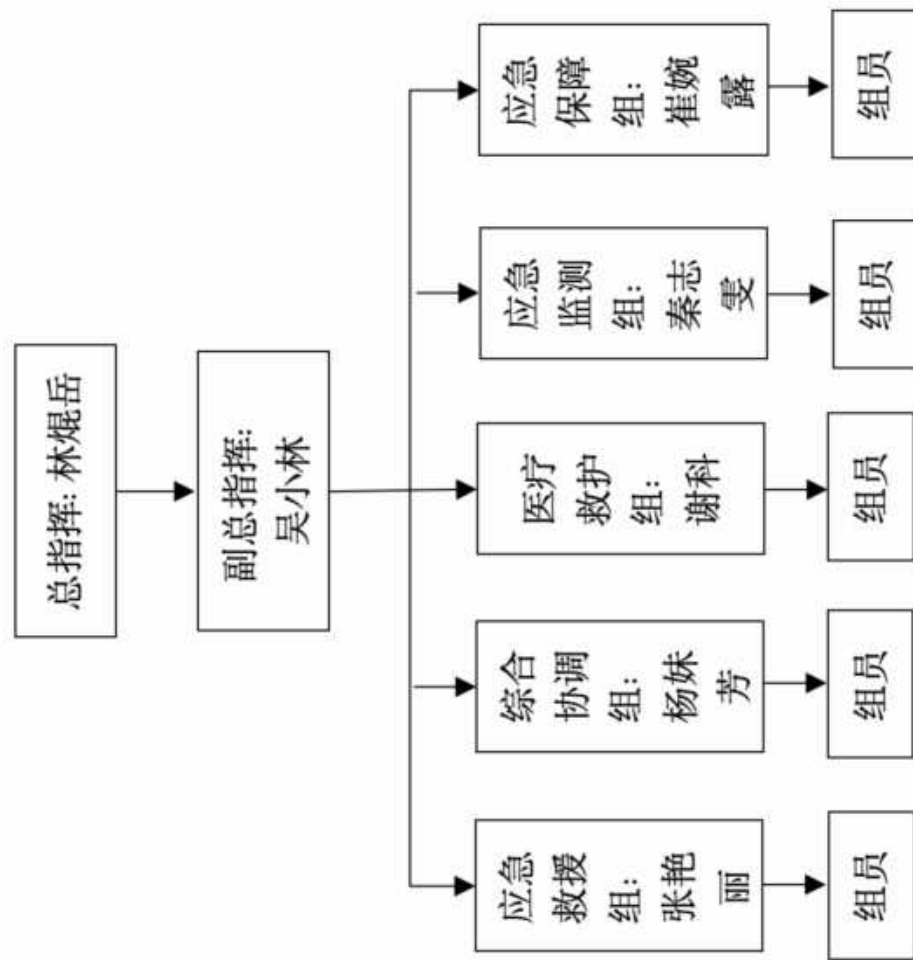 总指挥: 林焜岳
副总指挥:
吴小林
应急
救援
组:
张艳
丽
综合
协调
组:
杨妹
芳
医疗
救护
组:
谢科
应急
监测
组:
秦志
雯
应急
保障
组:
崔婉
露
组员
组员
组员
组员
组员